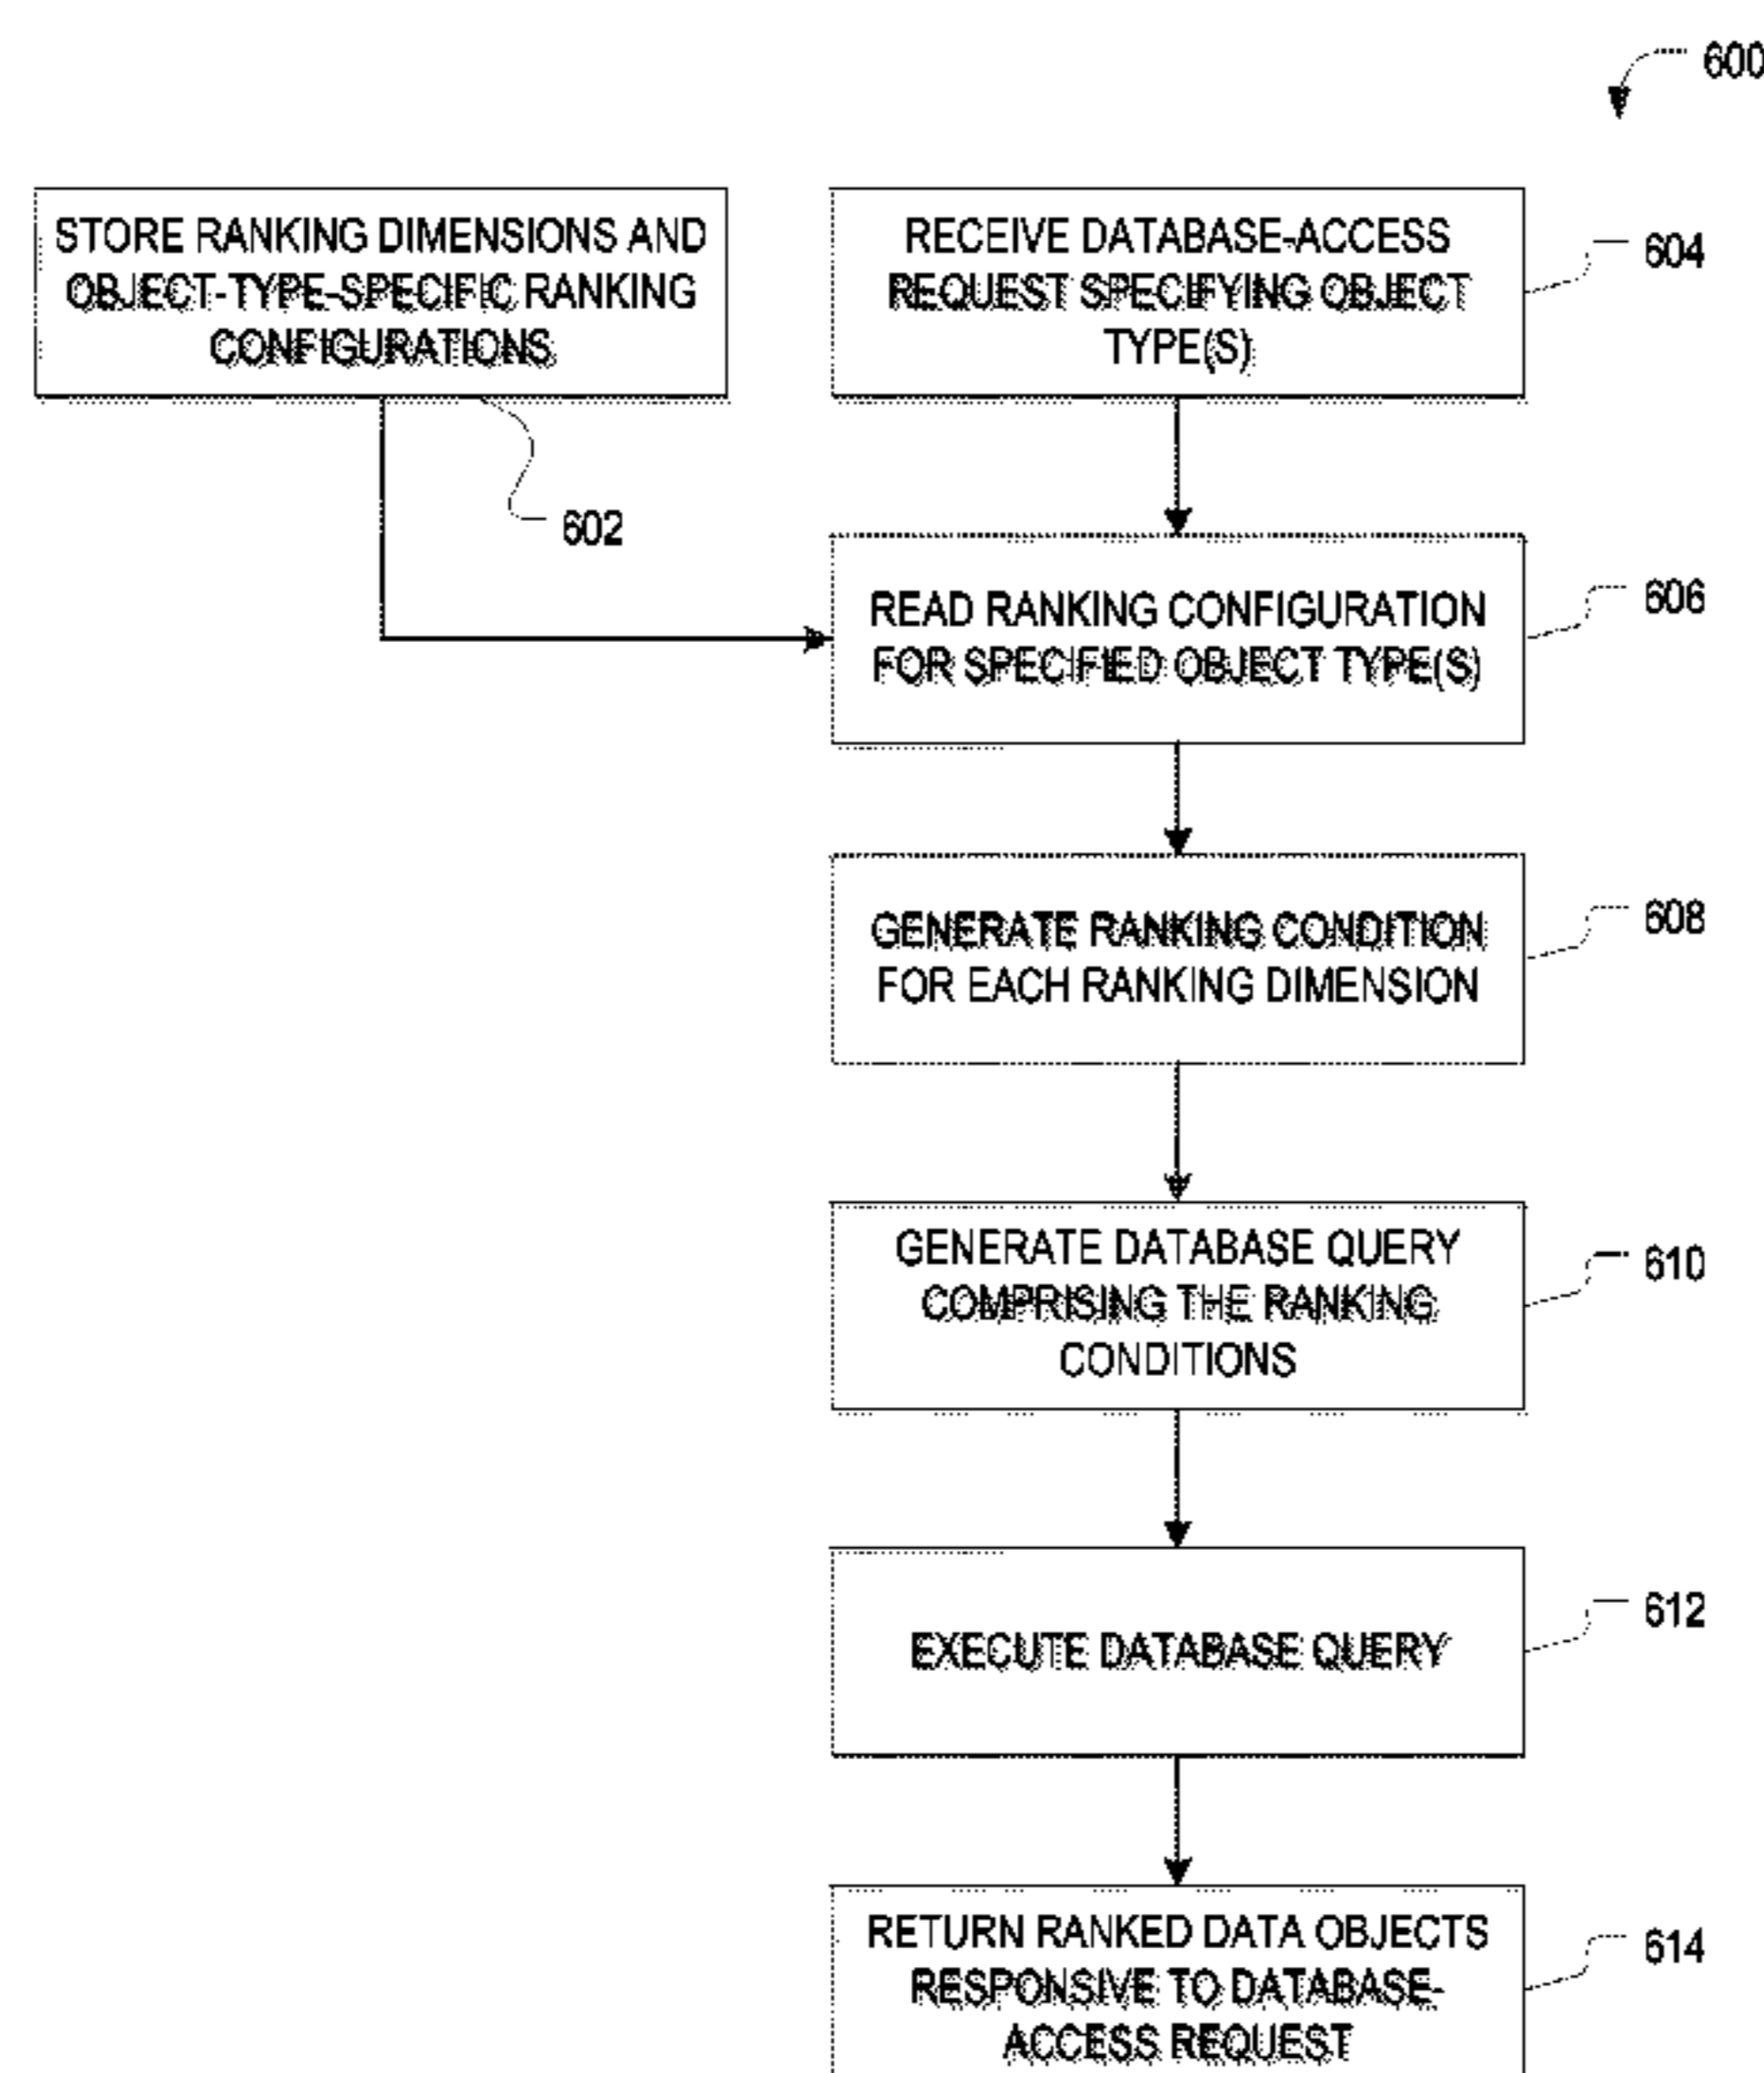 600
STORE RANKING DIMENSIONS AND
OBJECT-TYPE-SPECIFIC RANKING
CONFIGURATIONS
602
RECEIVE DATABASE-ACCESS
REQUEST SPECIFYING OBJECT
TYPE(S)
604
READ RANKING CONFIGURATION
FOR SPECIFIED OBJECT TYPE(S)
606
GENERATE RANKING CONDITION
FOR EACH RANKING DIMENSION
608
GENERATE DATABASE QUERY
COMPRISING THE RANKING
CONDITIONS
610
EXECUTE DATABASE QUERY
612
RETURN RANKED DATA OBJECTS
RESPONSIVE TO DATABASE-
ACCESS REQUEST
614